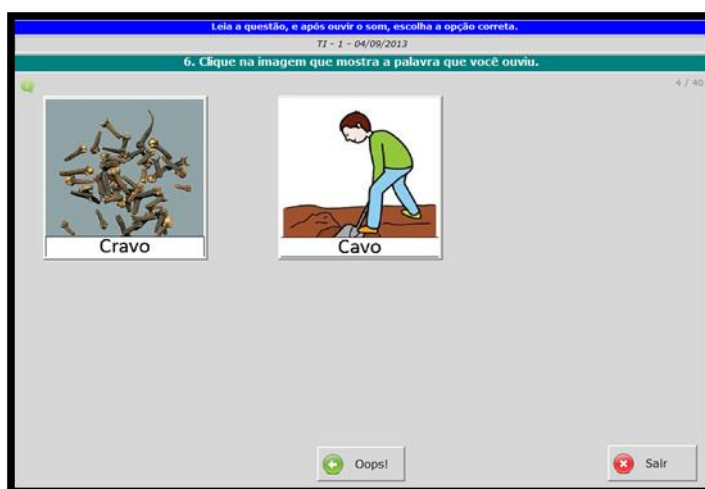 Leia a questão, e após ouvir o som, escolha a opção correta.
TI - 1 - 04/09/2013
6. Clique na imagem que mostra a palavra que você ouviu.
4 / 40
Cravo
Cavo
Oops!
Sair